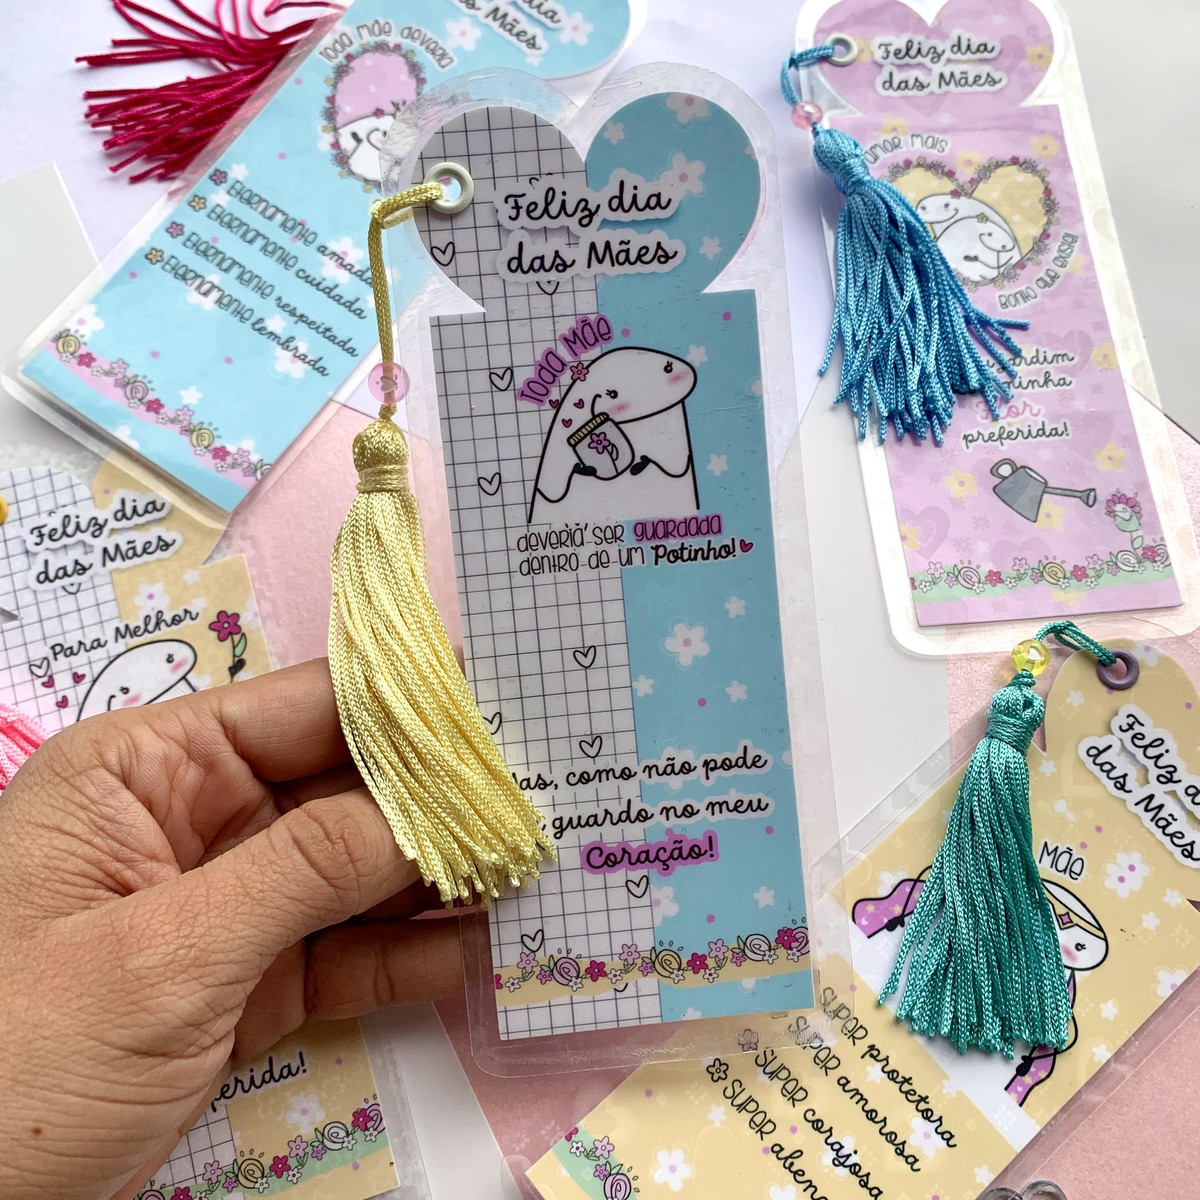 dia
das Mães
Toda mãe deveria
Eternamente amada
Eternamente cuidada
Eternamente respeitada
Eternamente lembrada
Feliz dia
das Mães
Toda Mãe
deveria ser guardada
dentro de um Potinho!
como não pode
guardo no meu
Coração!
Feliz dia
das Mães
amor mais
bonito que existe!
jardim
minha
Flor
preferida!
Feliz dia
das Mães
Para Melhor
Feliz
das Mães
Mãe
SUPER protetora
SUPER amorosa
SUPER corajosa
SUPER